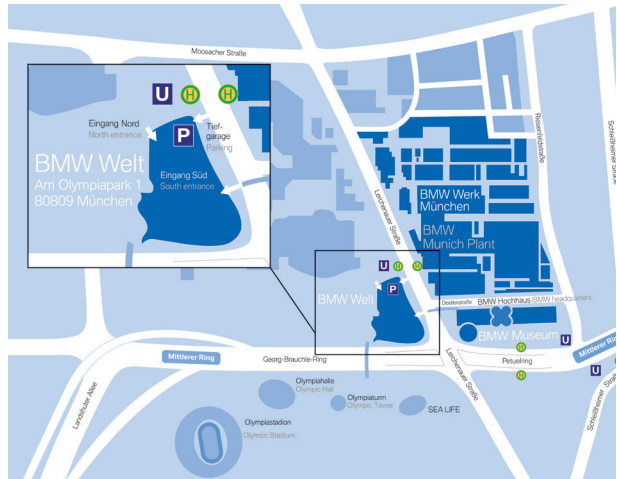 Moosacher Straße
U
H
H
Eingang Nord
North entrance
P
Tief-
garage
Parking
BMW Welt
Am Olympiapark 1
80809 München
Eingang Süd
South entrance
Lerchenauer Straße
Riesenfeldstraße
Schleißheimer Straße
BMW Werk
München
BMW
Munich Plant
U
H
H
BMW Welt
P
Dostlerstraße
BMW Hochhaus /BMW headquarters
BMW Museum
H
U
Mittlerer Ring
Georg-Brauchle-Ring
Petuelring
Mittlerer Ring
H
U
Landshuter Allee
Lerchenauer Straße
Schleißheimer Straße
Olympiahalle
Olympic Hall
Olympiaturm
Olympic Tower
SEA LIFE
Olympiastadion
Olympic Stadium